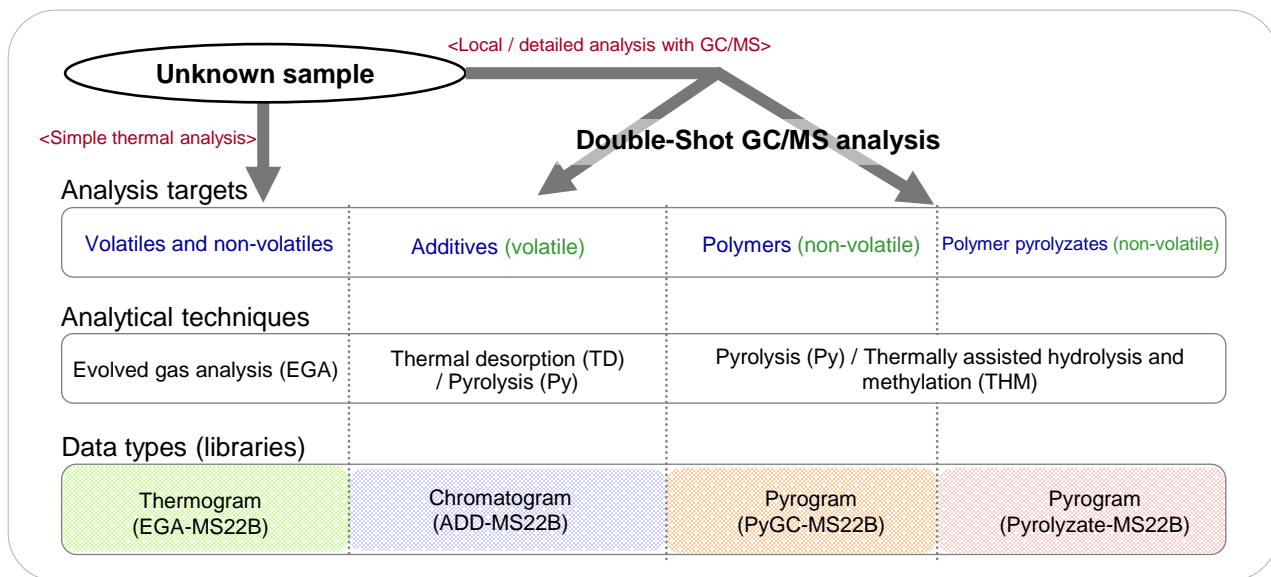 <Local / detailed analysis with GC/MS>
Unknown sample
<Simple thermal analysis>
Double-Shot GC/MS analysis
Analysis targets
Volatiles and non-volatiles
Additives (volatile)
Polymers (non-volatile)
Polymer pyrolyzates (non-volatile)
Analytical techniques
Evolved gas analysis (EGA)
Thermal desorption (TD)
/ Pyrolysis (Py)
Pyrolysis (Py) / Thermally assisted hydrolysis and
methylation (THM)
Data types (libraries)
Thermogram
(EGA-MS22B)
Chromatogram
(ADD-MS22B)
Pyrogram
(PyGC-MS22B)
Pyrogram
(Pyrolyzate-MS22B)